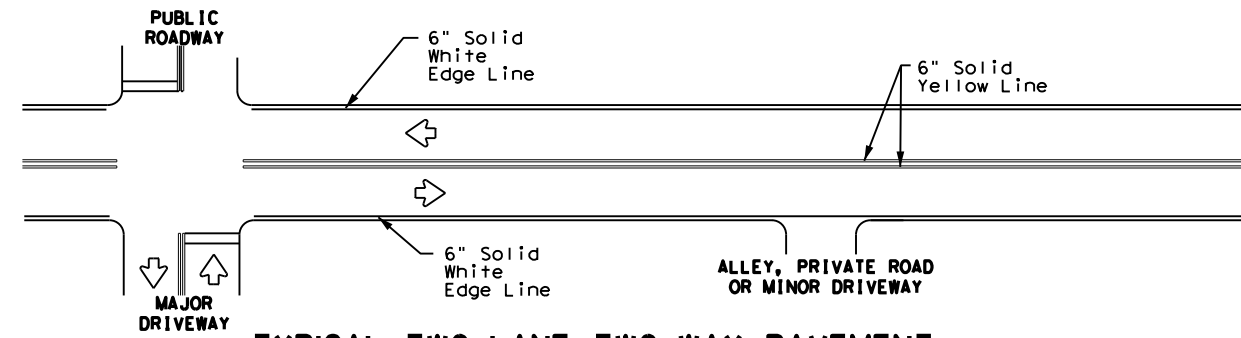 PUBLIC
ROADWAY
6" Solid
White
Edge Line
6" Solid
Yellow Line
6" Solid
White
Edge Line
ALLEY, PRIVATE ROAD
OR MINOR DRIVEWAY
MAJOR
DRIVEWAY